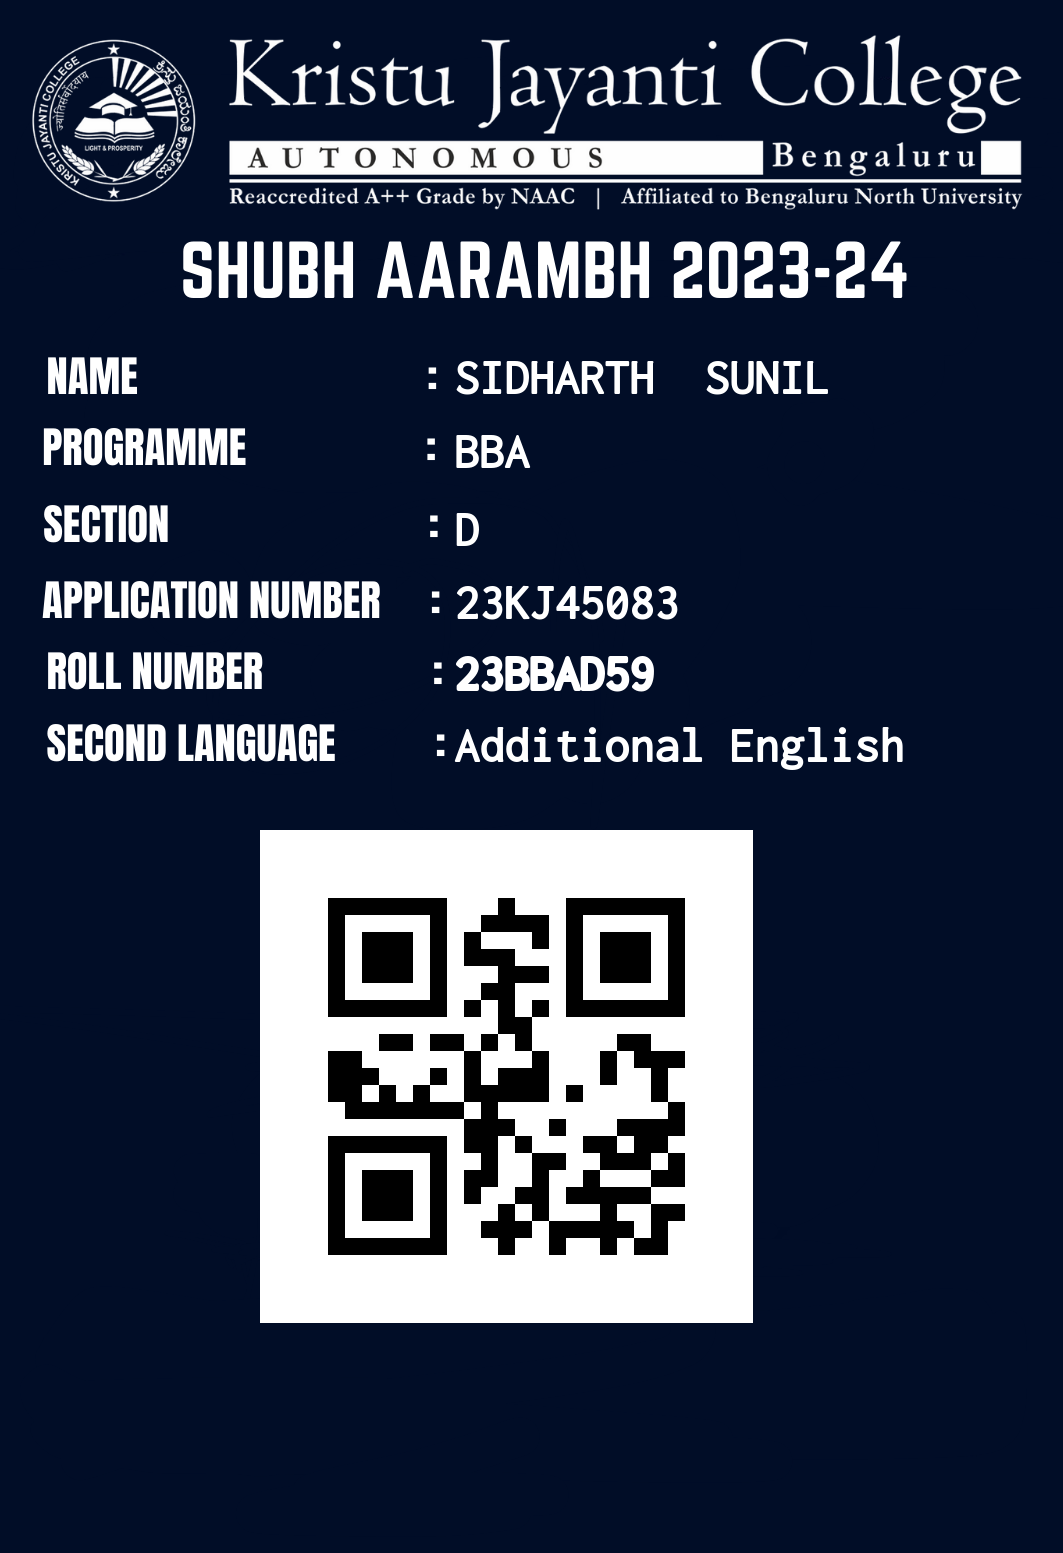 Kristu Jayanti College
AUTONOMOUS Bengaluru
Reaccredited A++ Grade by NAAC | Affiliated to Bengaluru North University
KRISTU JAYANTI COLLEGE
ಕ್ರಿಸ್ತು ಜಯಂತಿ ಕಾಲೇಜು
LIGHT & PROSPERITY
SHUBH AARAMBH 2023-24
NAME : SIDHARTH SUNIL
PROGRAMME : BBA
SECTION : D
APPLICATION NUMBER : 23KJ45083
ROLL NUMBER : 23BBAD59
SECOND LANGUAGE : Additional English